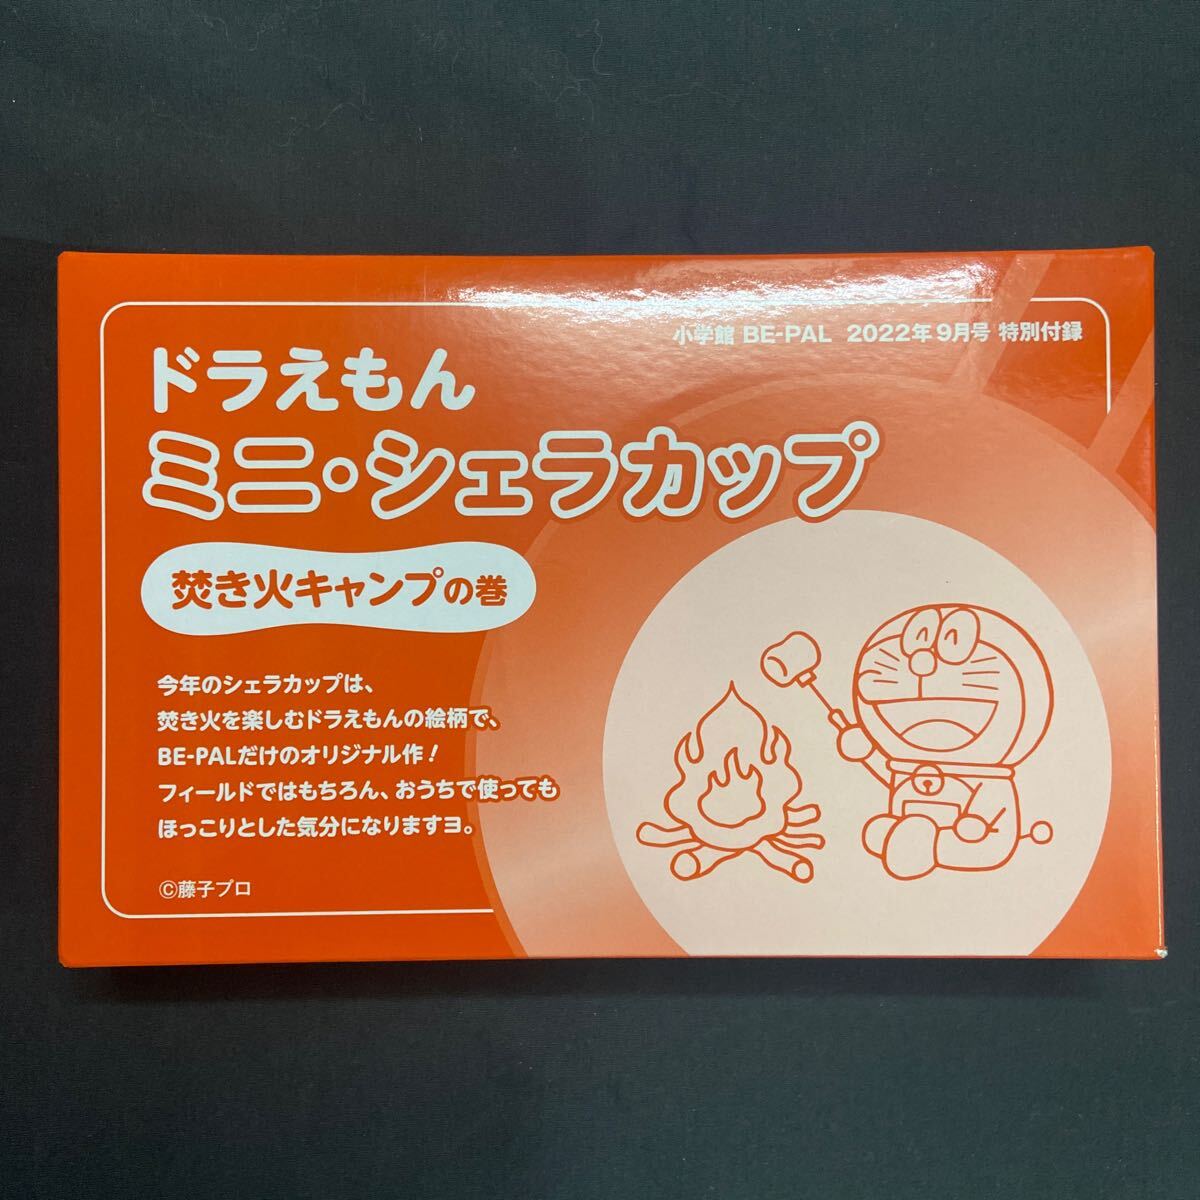 小学館 BE-PAL 2022年9月号 特別付録
ドラえもん
ミニ・シェラカップ
焚き火キャンプの巻
今年のシェラカップは、
焚き火を楽しむドラえもんの絵柄で、
BE-PALだけのオリジナル作！
フィールドではもちろん、おうちで使っても
ほっこりとした気分になりますヨ。
©藤子プロ